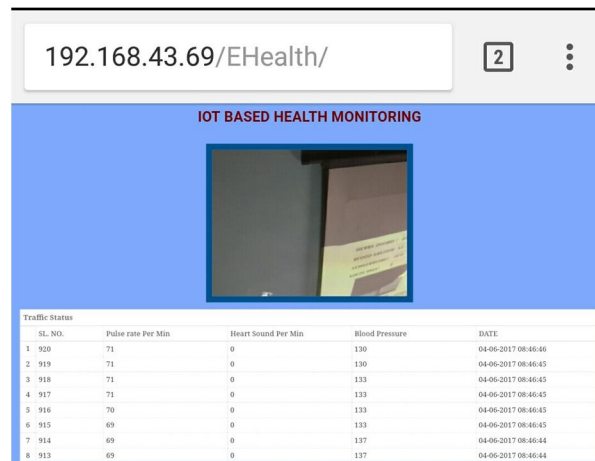 192.168.43.69/EHealth/
2
IOT BASED HEALTH MONITORING
Traffic Status
SL. NO. Pulse rate Per Min Heart Sound Per Min Blood Pressure DATE
1 920 71 0 130 04-06-2017 08:46:46
2 919 71 0 130 04-06-2017 08:46:45
3 918 71 0 133 04-06-2017 08:46:45
4 917 71 0 133 04-06-2017 08:46:45
5 916 70 0 133 04-06-2017 08:46:45
6 915 69 0 133 04-06-2017 08:46:45
7 914 69 0 137 04-06-2017 08:46:44
8 913 69 0 137 04-06-2017 08:46:44